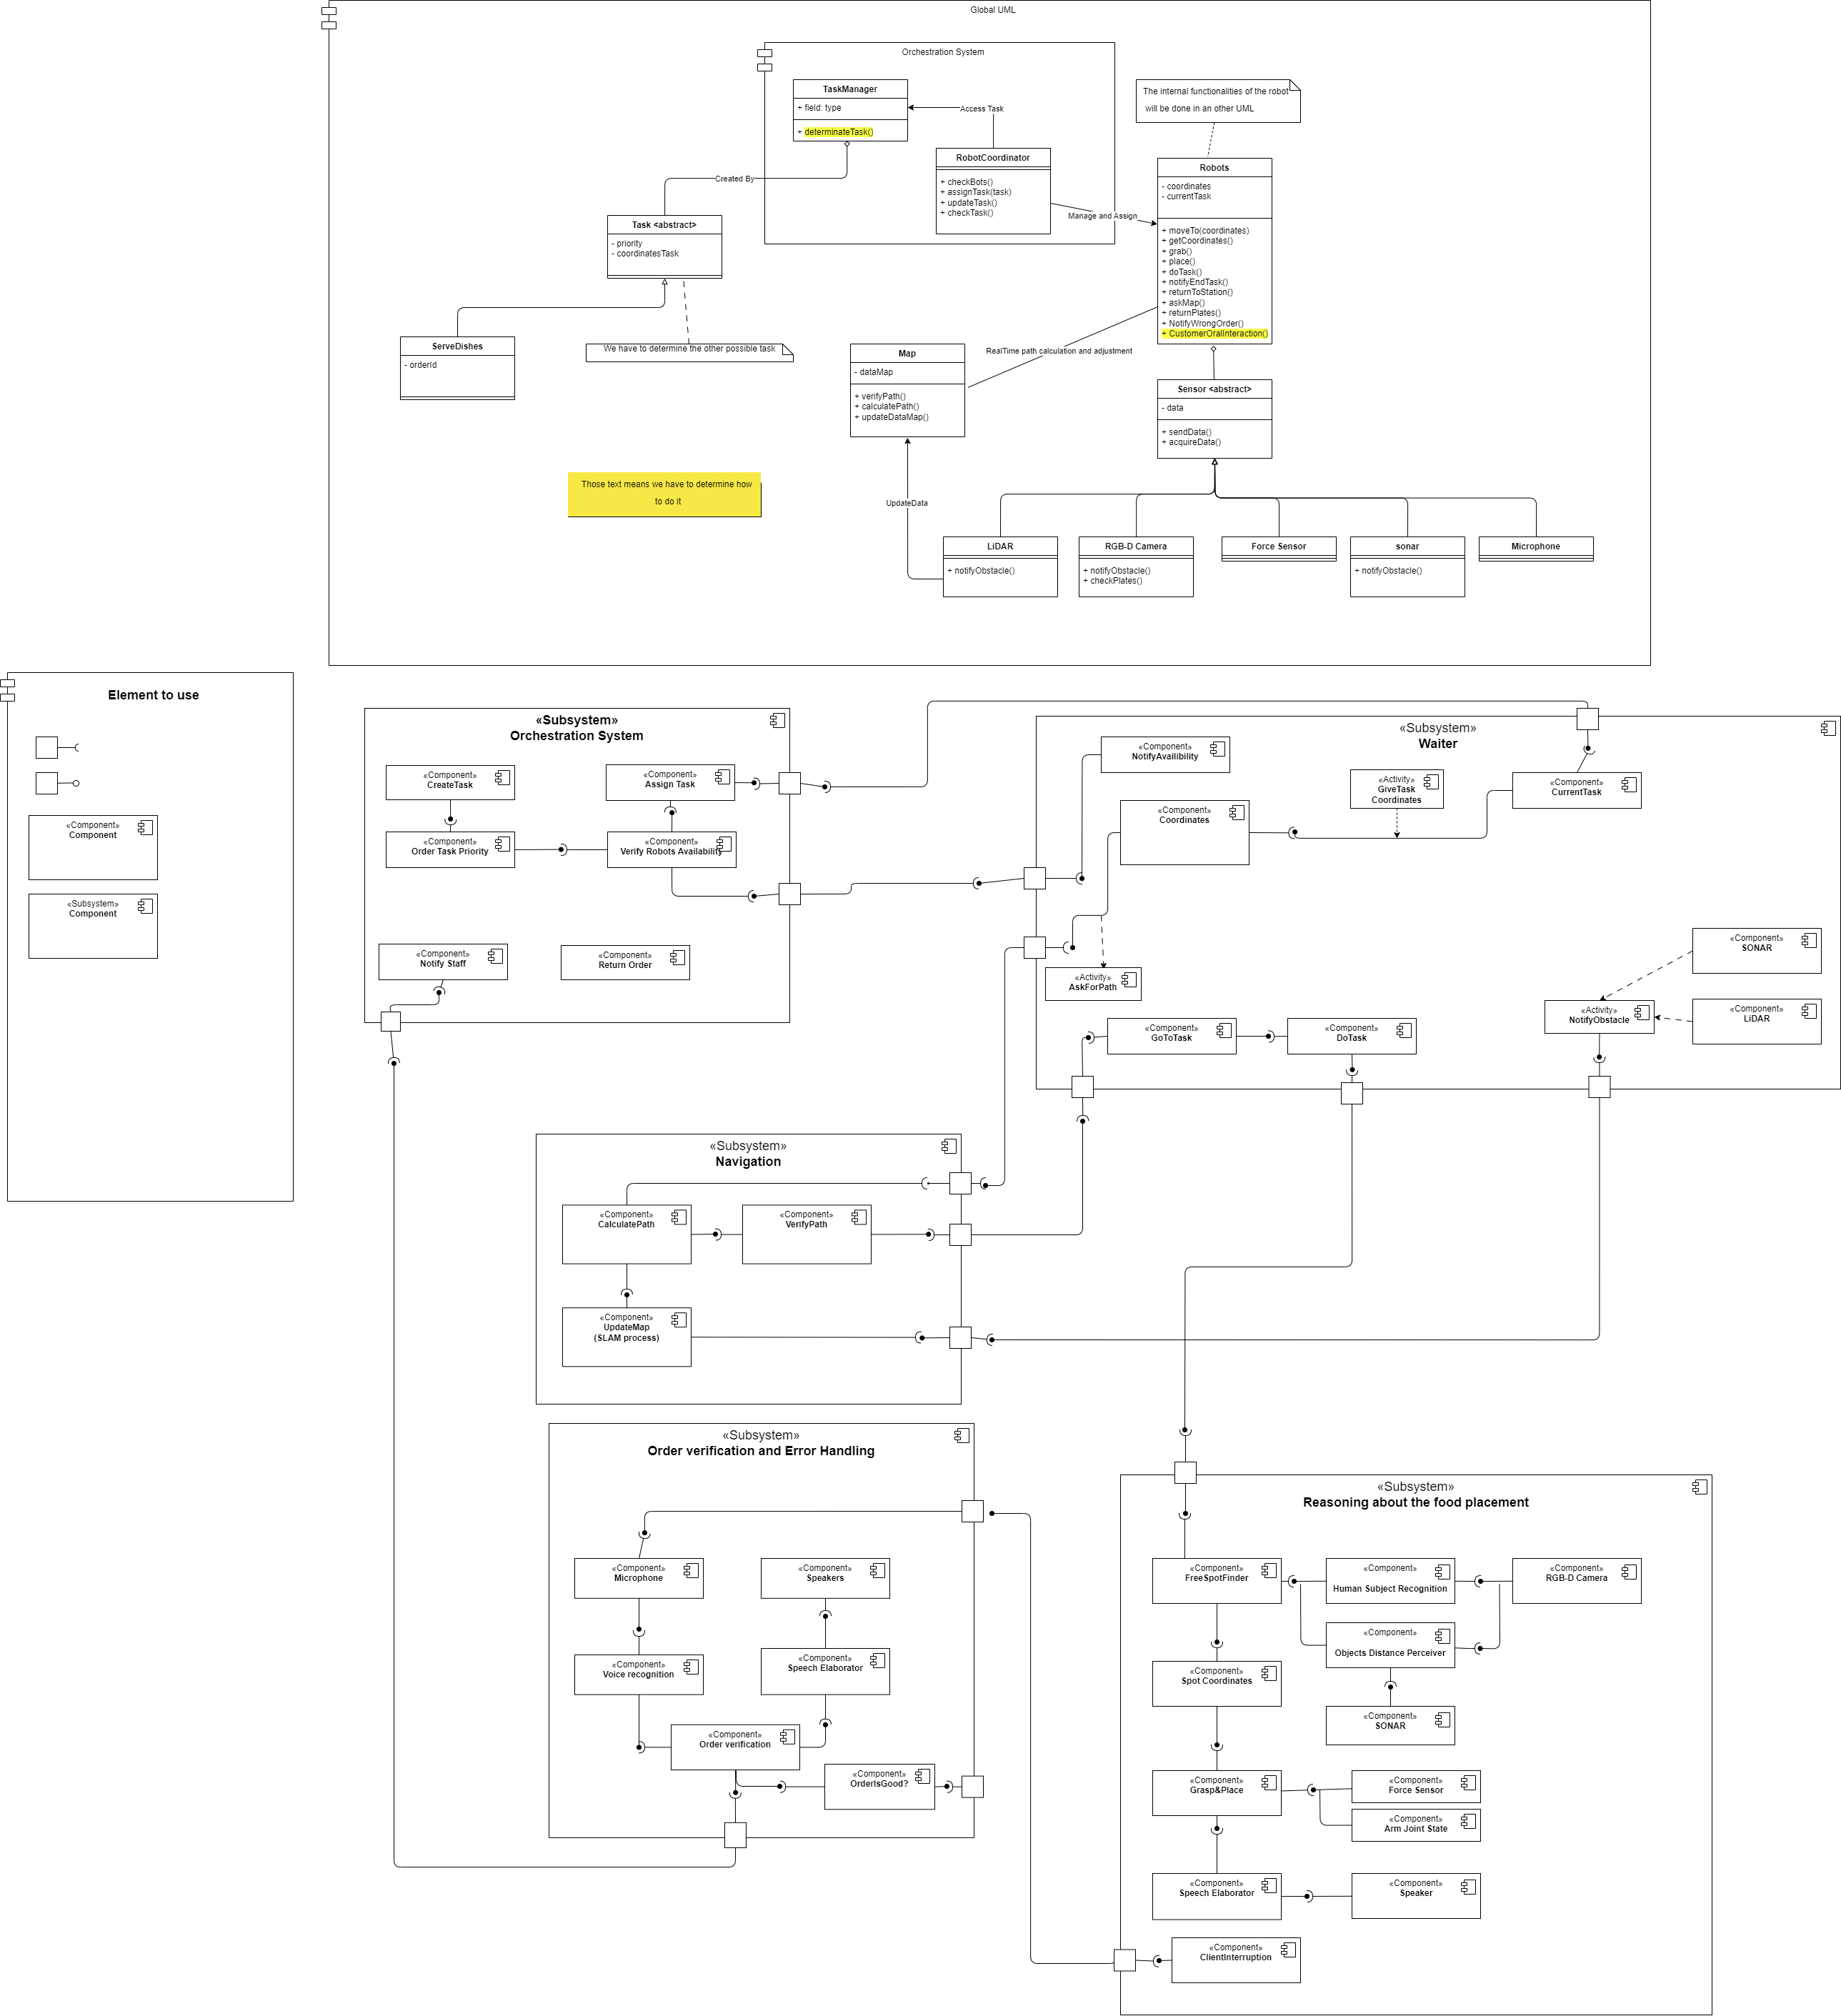 Global UML
Orchestration System
TaskManager
+ field: type
+ determinateTask()
Access Task
RobotCoordinator
+ checkBots()
+ assignTask(task)
+ updateTask()
+ checkTask()
Manage and Assign
The internal functionalities of the robot
will be done in an other UML
Robots
- coordinates
- currentTask
+ moveTo(coordinates)
+ getCoordinates()
+ grab()
+ place()
+ doTask()
+ notifyEndTask()
+ returnToStation()
+ askMap()
+ returnPlates()
+ NotifyWrongOrder()
+ CustomerOralInteraction()
Created By
Task <abstract>
- priority
- coordinatesTask
ServeDishes
- orderId
We have to determine the other possible task
Map
- dataMap
+ verifyPath()
+ calculatePath()
+ updateDataMap()
RealTime path calculation and adjustment
Sensor <abstract>
- data
+ sendData()
+ acquireData()
Those text means we have to determine how
to do it
UpdateData
LiDAR
+ notifyObstacle()
RGB-D Camera
+ notifyObstacle()
+ checkPlates()
Force Sensor
sonar
+ notifyObstacle()
Microphone
Element to use
«Component»
Component
«Subsystem»
Component
«Subsystem»
Orchestration System
«Component»
CreateTask
«Component»
Assign Task
«Component»
Order Task Priority
«Component»
Verify Robots Availability
«Component»
Notify Staff
«Component»
Return Order
«Subsystem»
Waiter
«Component»
NotifyAvailibility
«Activity»
GiveTask
Coordinates
«Component»
CurrentTask
«Component»
Coordinates
«Activity»
AskForPath
«Component»
SONAR
«Activity»
NotifyObstacle
«Component»
LiDAR
«Component»
GoToTask
«Component»
DoTask
«Subsystem»
Navigation
«Component»
CalculatePath
«Component»
VerifyPath
«Component»
UpdateMap
(SLAM process)
«Subsystem»
Order verification and Error Handling
«Component»
Microphone
«Component»
Speakers
«Component»
Voice recognition
«Component»
Speech Elaborator
«Component»
Order verification
«Component»
OrderIsGood?
«Subsystem»
Reasoning about the food placement
«Component»
FreeSpotFinder
«Component»
Human Subject Recognition
«Component»
RGB-D Camera
«Component»
Objects Distance Perceiver
«Component»
Spot Coordinates
«Component»
SONAR
«Component»
Grasp&Place
«Component»
Force Sensor
«Component»
Arm Joint State
«Component»
Speech Elaborator
«Component»
Speaker
«Component»
ClientInterruption